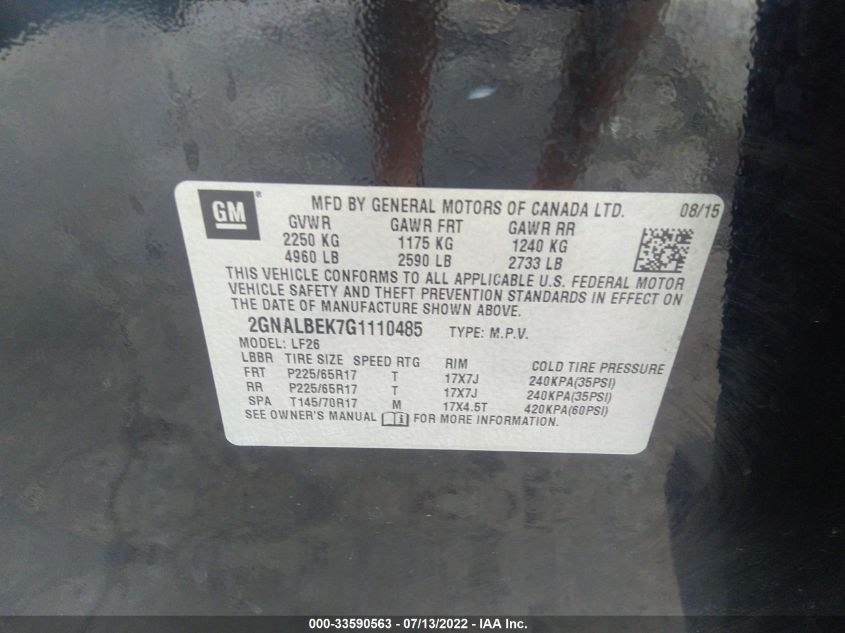 GM ® MFD BY GENERAL MOTORS OF CANADA LTD. 08/15
GVWR GAWR FRT GAWR RR
2250 KG 1175 KG 1240 KG
4960 LB 2590 LB 2733 LB
THIS VEHICLE CONFORMS TO ALL APPLICABLE U.S. FEDERAL MOTOR
VEHICLE SAFETY AND THEFT PREVENTION STANDARDS IN EFFECT ON
THE DATE OF MANUFACTURE SHOWN ABOVE.
2GNALBEK7G1110485 TYPE: M.P.V.
MODEL: LF26
LBBR TIRE SIZE SPEED RTG RIM COLD TIRE PRESSURE
FRT P225/65R17 T 17X7J 240KPA(35PSI)
RR P225/65R17 T 17X7J 240KPA(35PSI)
SPA T145/70R17 M 17X4.5T 420KPA(60PSI)
SEE OWNER'S MANUAL FOR MORE INFORMATION.
000-33590563 - 07/13/2022 - IAA Inc.